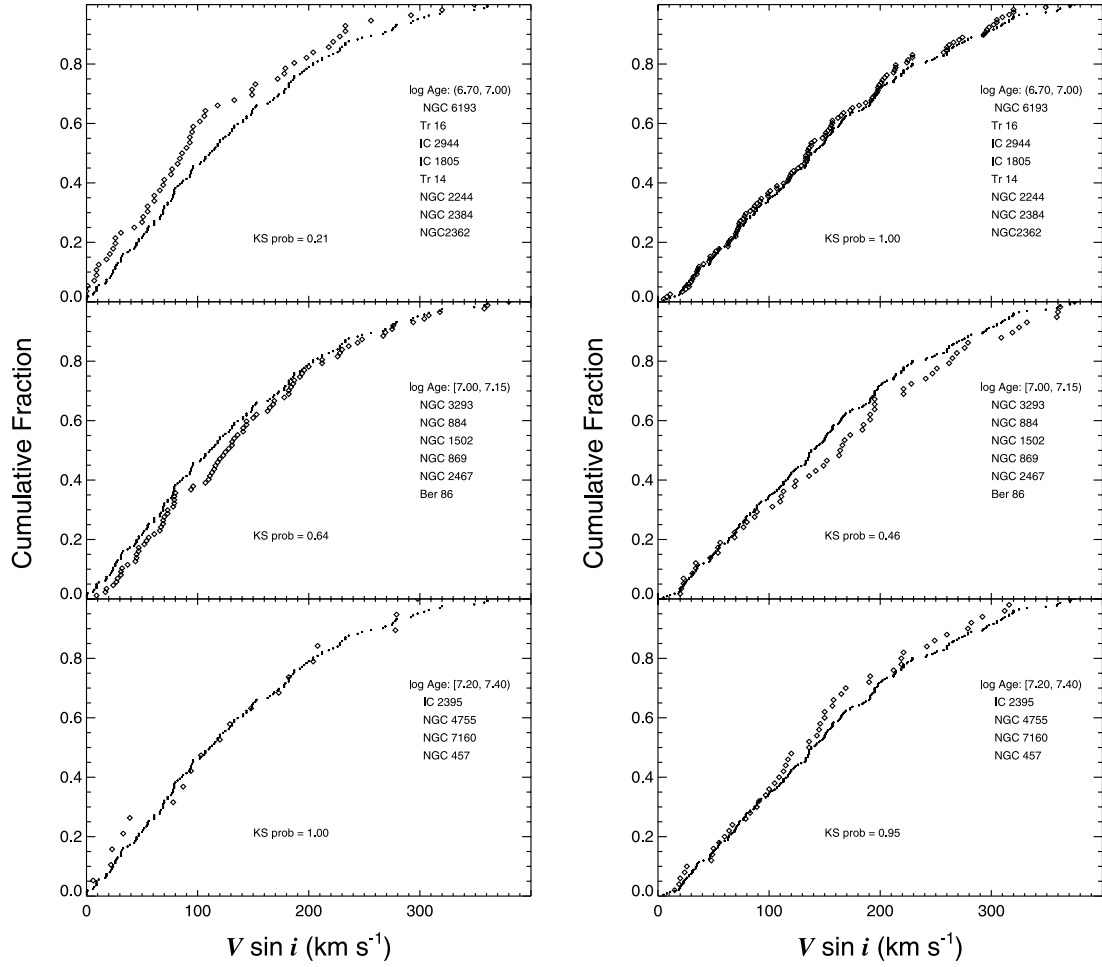 Cumulative Fraction
0.8
0.6
0.4
0.2
0.0
log Age: (6.70, 7.00)
NGC 6193
Tr 16
IC 2944
IC 1805
Tr 14
NGC 2244
NGC 2384
NGC2362
KS prob = 0.21
0.8
0.6
0.4
0.2
0.0
log Age: [7.00, 7.15)
NGC 3293
NGC 884
NGC 1502
NGC 869
NGC 2467
Ber 86
KS prob = 0.64
0.8
0.6
0.4
0.2
0.0
log Age: [7.20, 7.40)
IC 2395
NGC 4755
NGC 7160
NGC 457
KS prob = 1.00
0 100 200 300
V sin i (km s⁻¹)
Cumulative Fraction
0.8
0.6
0.4
0.2
0.0
log Age: (6.70, 7.00)
NGC 6193
Tr 16
IC 2944
IC 1805
Tr 14
NGC 2244
NGC 2384
NGC2362
KS prob = 1.00
0.8
0.6
0.4
0.2
0.0
log Age: [7.00, 7.15)
NGC 3293
NGC 884
NGC 1502
NGC 869
NGC 2467
Ber 86
KS prob = 0.46
0.8
0.6
0.4
0.2
0.0
log Age: [7.20, 7.40)
IC 2395
NGC 4755
NGC 7160
NGC 457
KS prob = 0.95
0 100 200 300
V sin i (km s⁻¹)